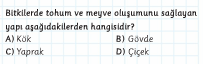 Bitkilerde tohum ve meyve oluşumunu sağlayan
yapı aşağıdakilerden hangisidir?
A) Kök B) Gövde
C) Yaprak D) Çiçek